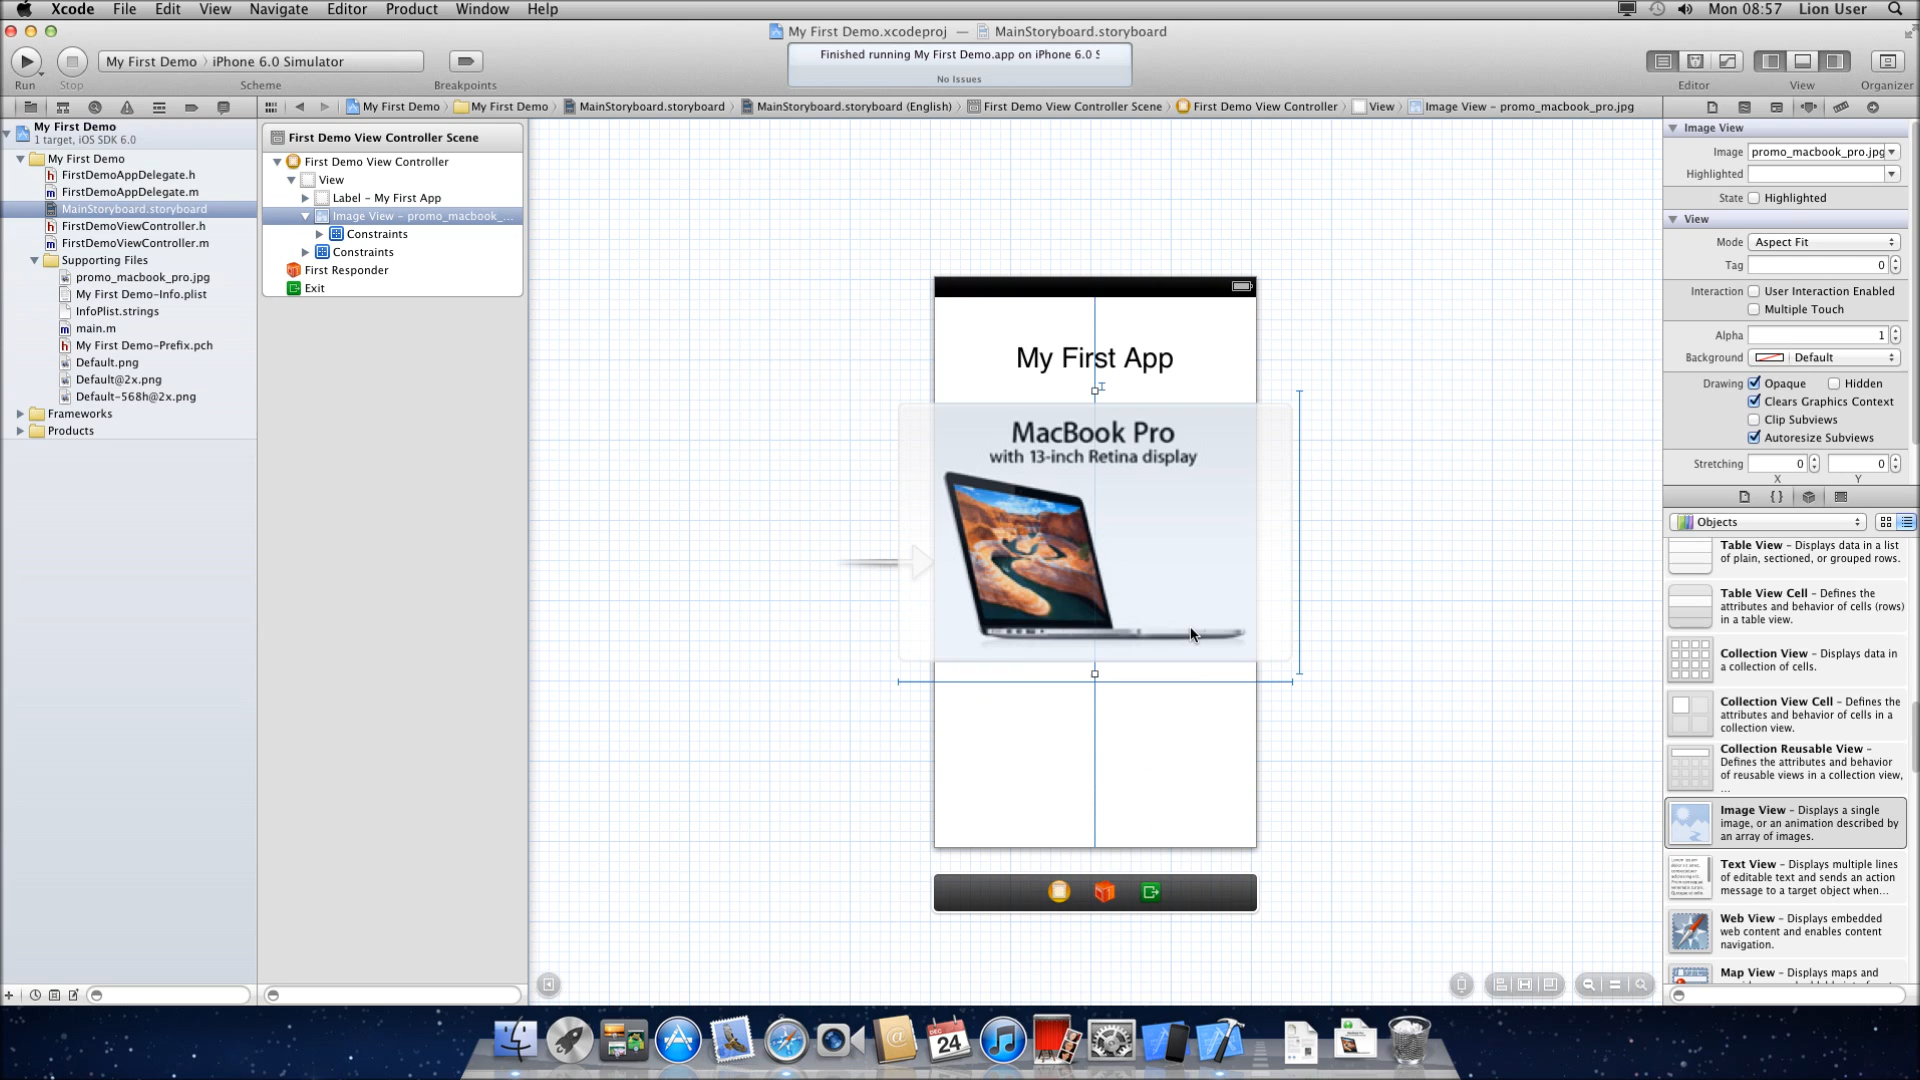 Xcode File Edit View Navigate Editor Product Window Help
Mon 08:57 Lion User
My First Demo.xcodeproj — MainStoryboard.storyboard
Run
Stop
My First Demo 〉 iPhone 6.0 Simulator
Scheme
Breakpoints
Finished running My First Demo.app on iPhone 6.0 S
No Issues
Editor
View
Organizer
My First Demo
My First Demo
MainStoryboard.storyboard
MainStoryboard.storyboard (English)
First Demo View Controller Scene
First Demo View Controller
View
Image View – promo_macbook_pro.jpg
My First Demo
1 target, iOS SDK 6.0
My First Demo
FirstDemoAppDelegate.h
FirstDemoAppDelegate.m
MainStoryboard.storyboard
FirstDemoViewController.h
FirstDemoViewController.m
Supporting Files
promo_macbook_pro.jpg
My First Demo-Info.plist
InfoPlist.strings
main.m
My First Demo-Prefix.pch
Default.png
Default@2x.png
Default-568h@2x.png
Frameworks
Products
First Demo View Controller Scene
First Demo View Controller
View
Label – My First App
Image View – promo_macbook_...
Constraints
Constraints
First Responder
Exit
My First App
MacBook Pro
with 13-inch Retina display
Image View
Image promo_macbook_pro.jpg
Highlighted
State Highlighted
View
Mode Aspect Fit
Tag 0
Interaction User Interaction Enabled
Multiple Touch
Alpha 1
Background Default
Drawing Opaque Hidden
Clears Graphics Context
Clip Subviews
Autoresize Subviews
Stretching 0 0
X Y
Objects
Table View – Displays data in a list
of plain, sectioned, or grouped rows.
Table View Cell – Defines the
attributes and behavior of cells (rows)
in a table view.
Collection View – Displays data in
a collection of cells.
Collection View Cell – Defines the
attributes and behavior of cells in a
collection view.
Collection Reusable View –
Defines the attributes and behavior
of reusable views in a collection view,
...
Image View – Displays a single
image, or an animation described by
an array of images.
Text View – Displays multiple lines
of editable text and sends an action
message to a target object when...
Web View – Displays embedded
web content and enables content
navigation.
Map View – Displays maps and
DEC
24